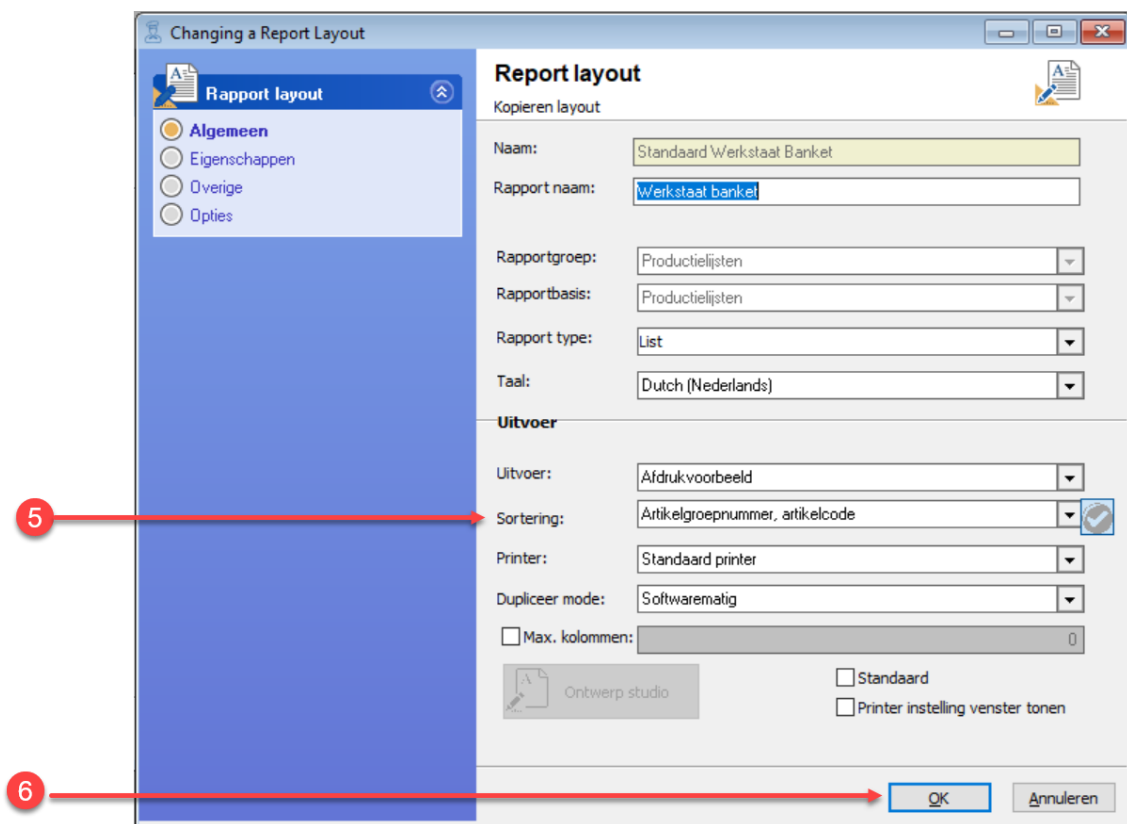 Changing a Report Layout
Rapport layout
Algemeen
Eigenschappen
Overige
Opties
Report layout
Kopieren layout
Naam: Standaard Werkstaat Banket
Rapport naam: Werkstaat banket
Rapportgroep: Productielijsten
Rapportbasis: Productielijsten
Rapport type: List
Taal: Dutch (Nederlands)
Uitvoer
Uitvoer: Afdrukvoorbeeld
5 Sortering: Artikelgroepnummer, artikelcode
Printer: Standaard printer
Dupliceer mode: Softwarematig
Max. kolommen: 0
Ontwerp studio
Standaard
Printer instelling venster tonen
6 OK Annuleren